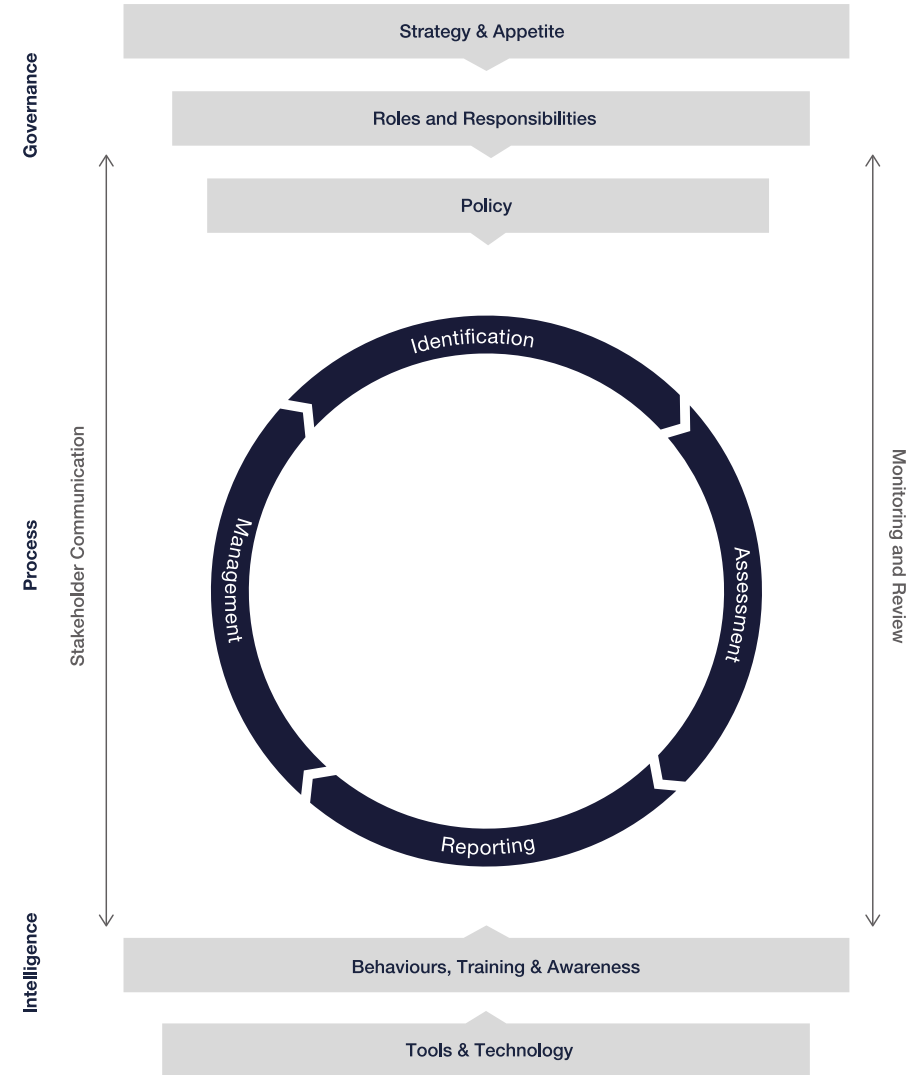 Governance
Strategy & Appetite
Roles and Responsibilities
Policy
Process
Stakeholder Communication
Identification
Assessment
Reporting
Management
Monitoring and Review
Intelligence
Behaviours, Training & Awareness
Tools & Technology